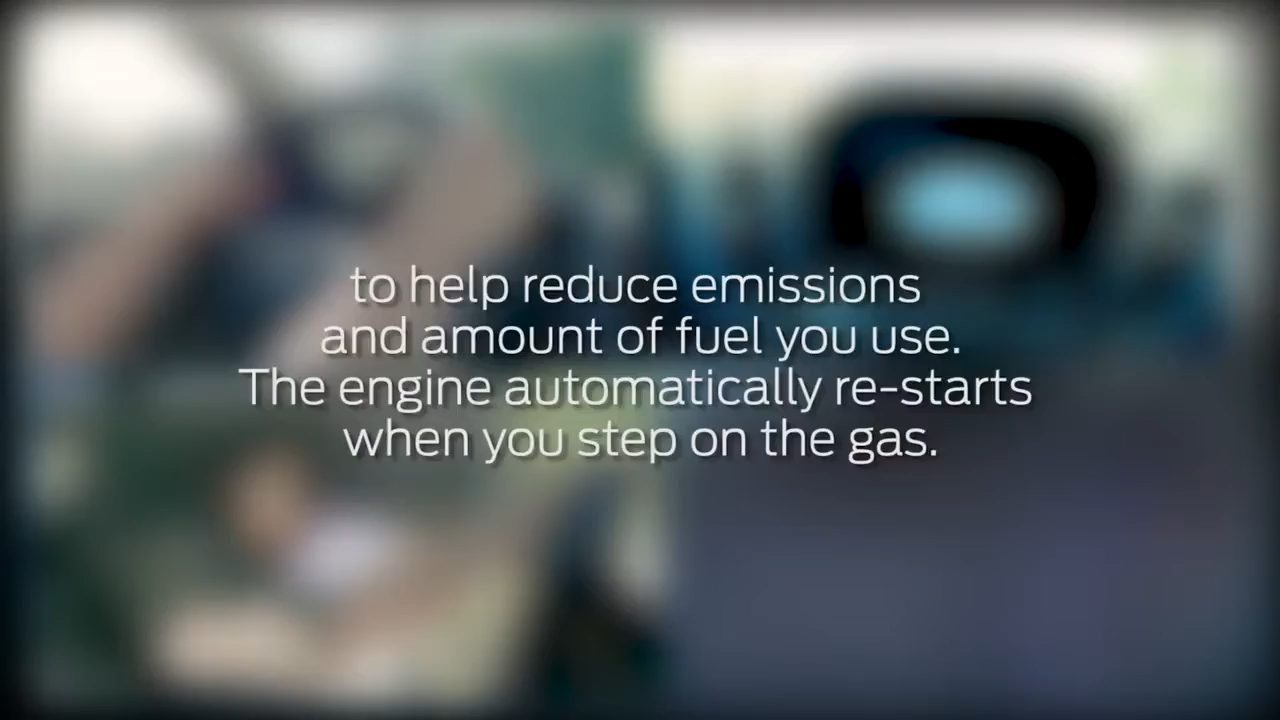 to help reduce emissions
and amount of fuel you use.
The engine automatically re-starts
when you step on the gas.